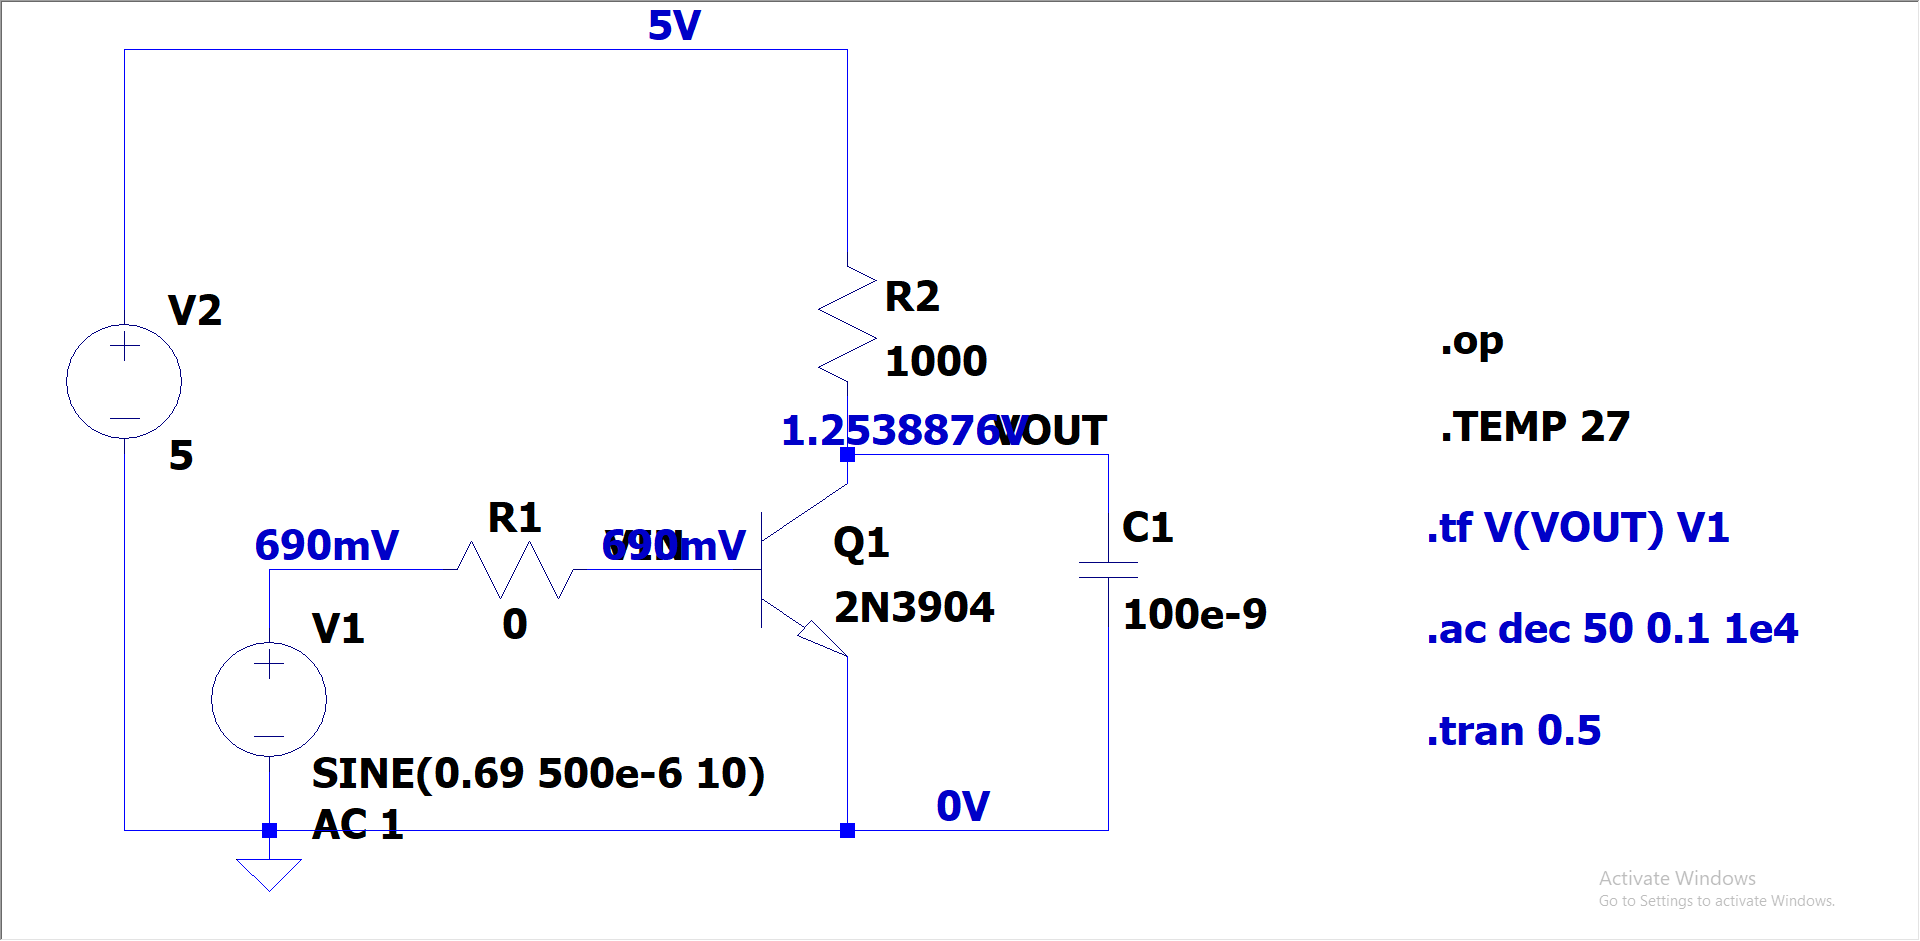 5V
V2
5
R2
1000
.op
.TEMP 27
1.2538876V
VOUT
R1
690mV
VIN
690mV
0
Q1
2N3904
C1
100e-9
.tf V(VOUT) V1
.ac dec 50 0.1 1e4
V1
SINE(0.69 500e-6 10)
AC 1
.tran 0.5
0V
Activate Windows
Go to Settings to activate Windows.